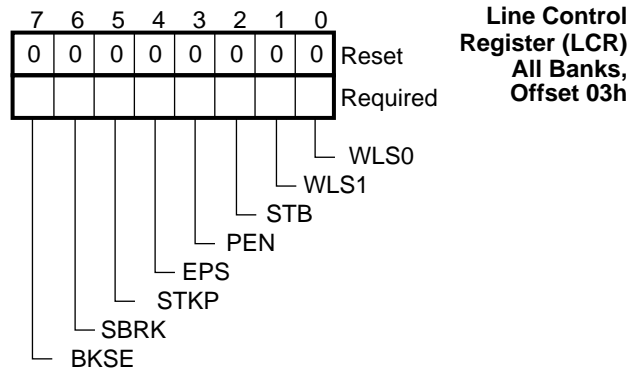 7 6 5 4 3 2 1 0
0 0 0 0 0 0 0 0 Reset
Required
Line Control
Register (LCR)
All Banks,
Offset 03h
WLS0
WLS1
STB
PEN
EPS
STKP
SBRK
BKSE